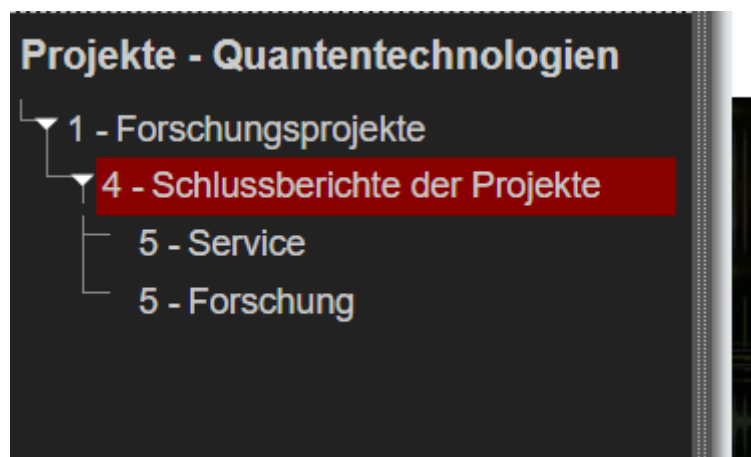 Projekte - Quantentechnologien
1 - Forschungsprojekte
4 - Schlussberichte der Projekte
5 - Service
5 - Forschung